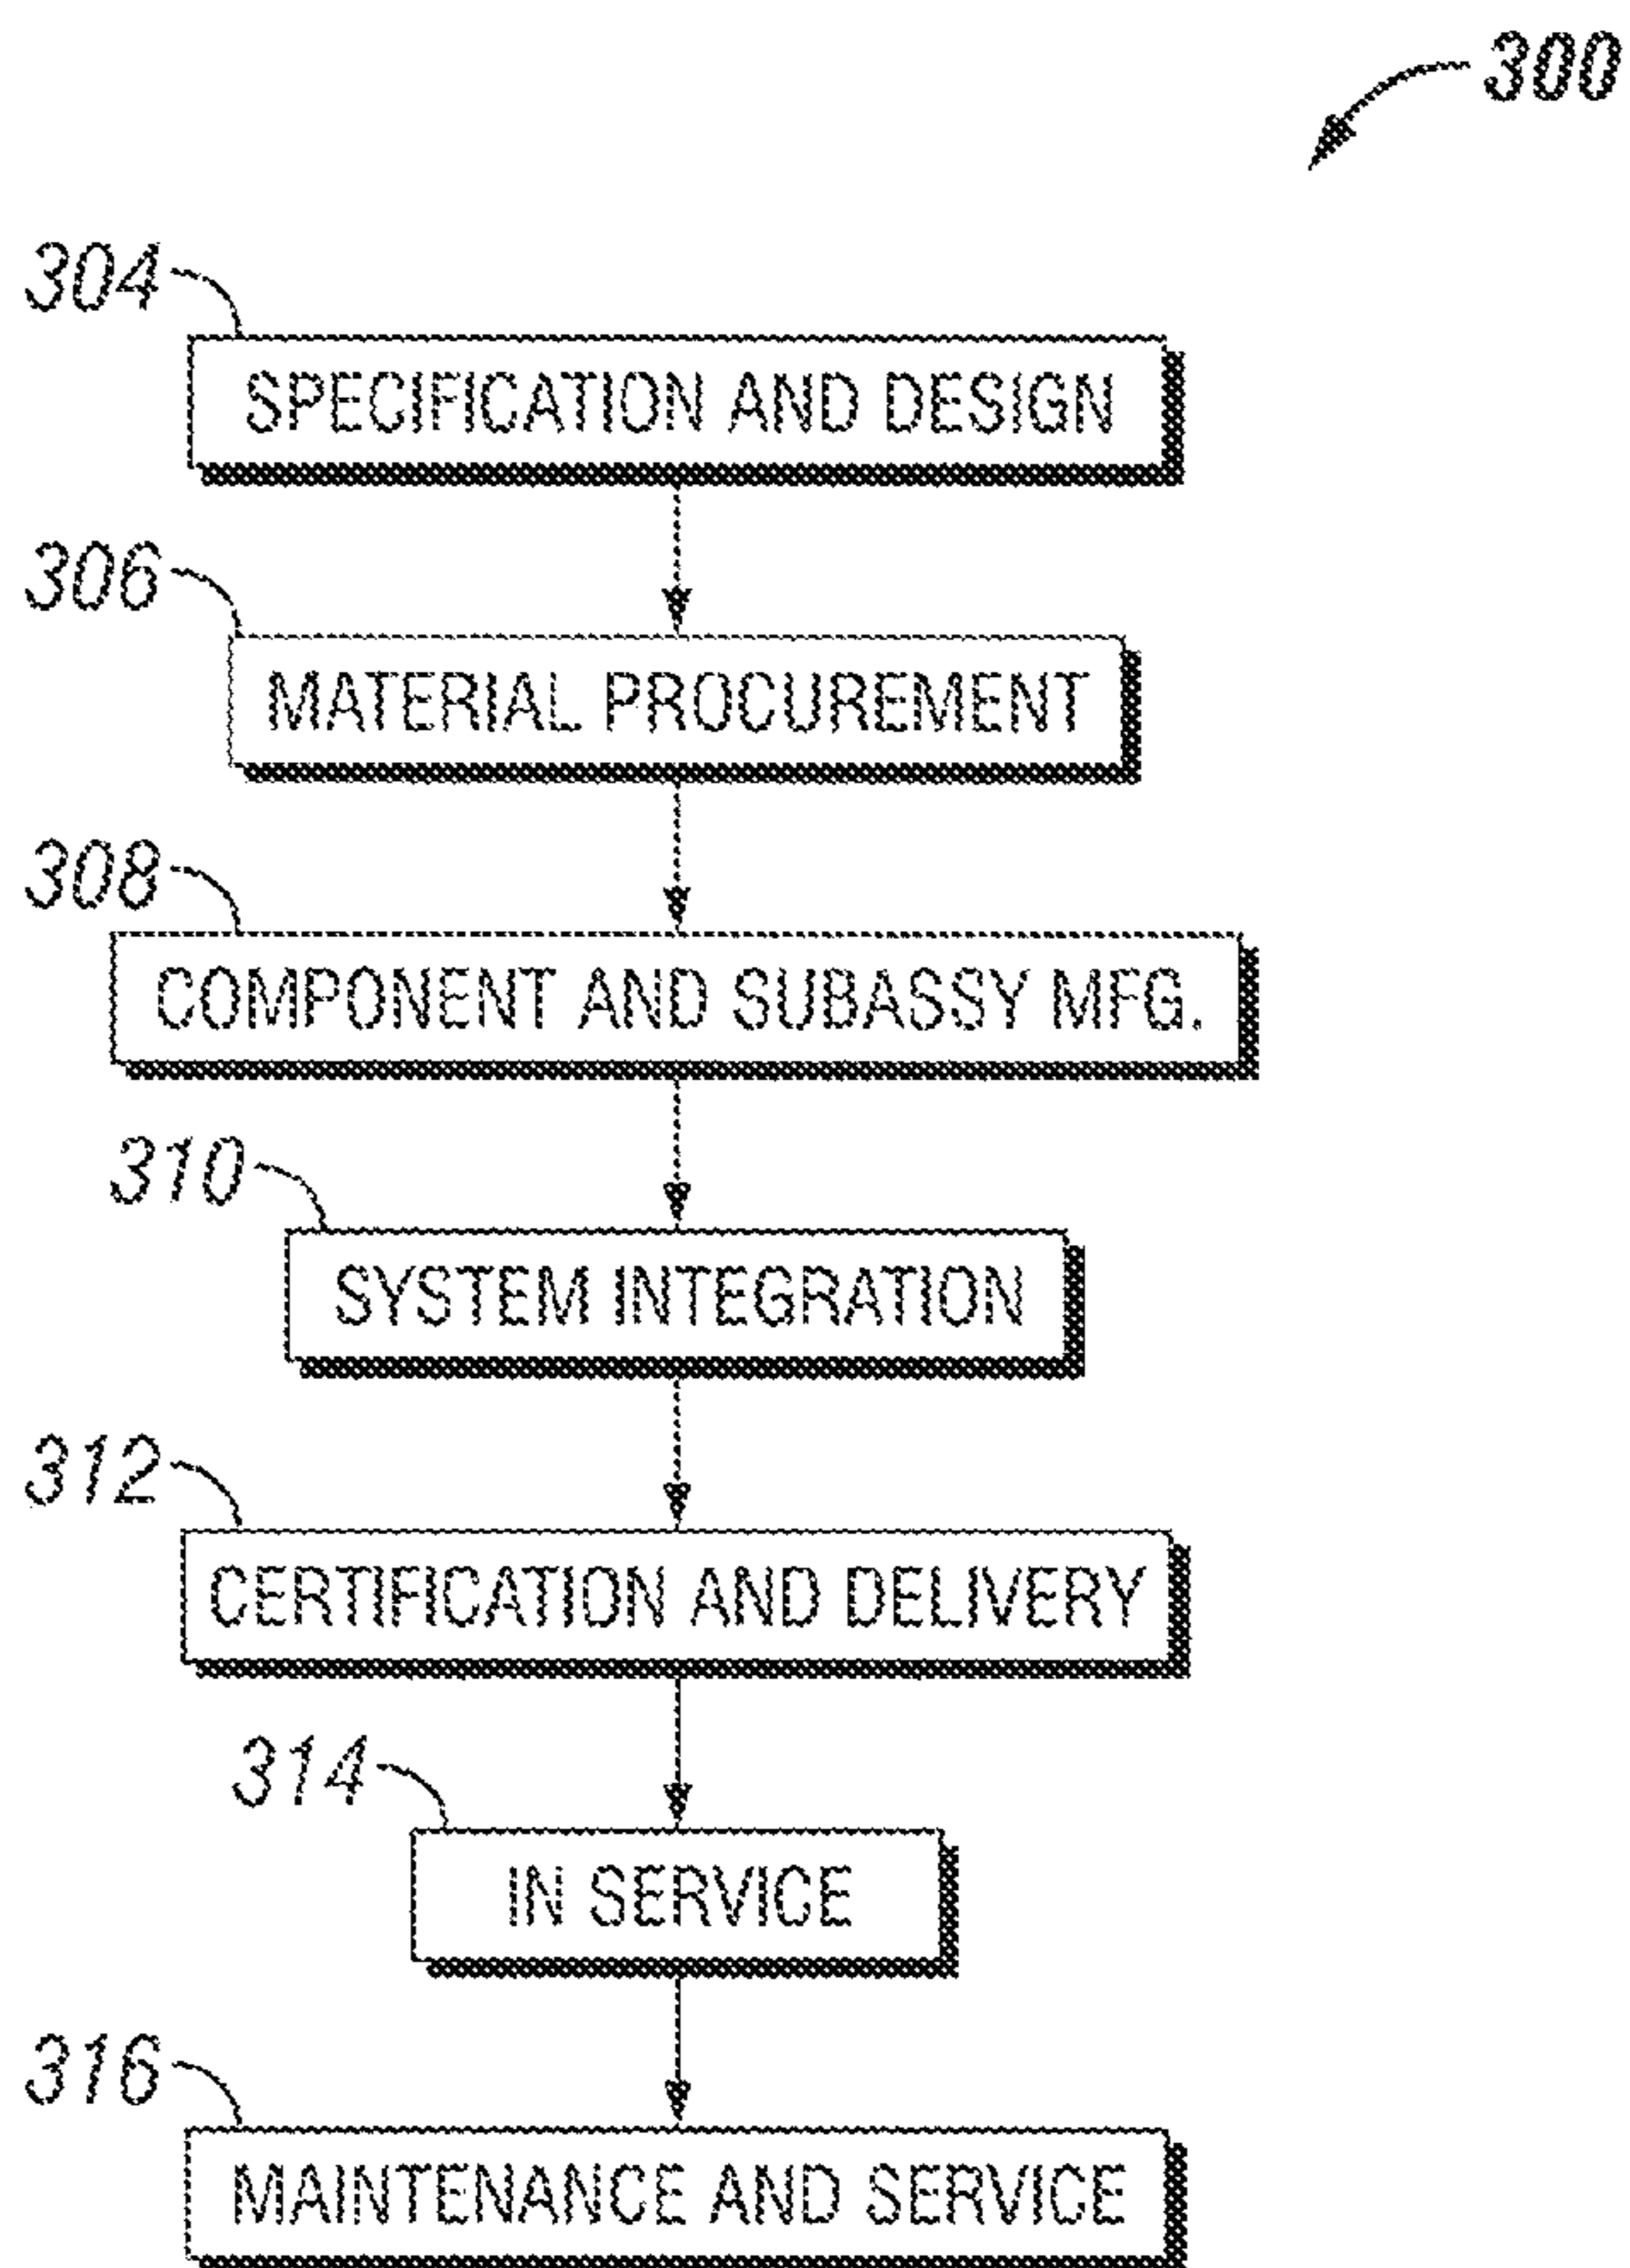 300
304
SPECIFICATION AND DESIGN
306
MATERIAL PROCUREMENT
308
COMPONENT AND SUBASSY MFG.
310
SYSTEM INTEGRATION
312
CERTIFICATION AND DELIVERY
314
IN SERVICE
316
MAINTENANCE AND SERVICE